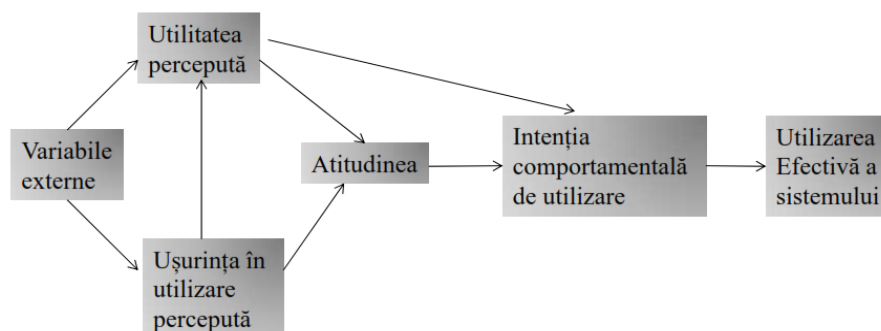 Utilitatea
percepută
Variabile
externe
Atitudinea
Intenția
comportamentală
de utilizare
Utilizarea
Efectivă a
sistemului
Ușurința în
utilizare
percepută